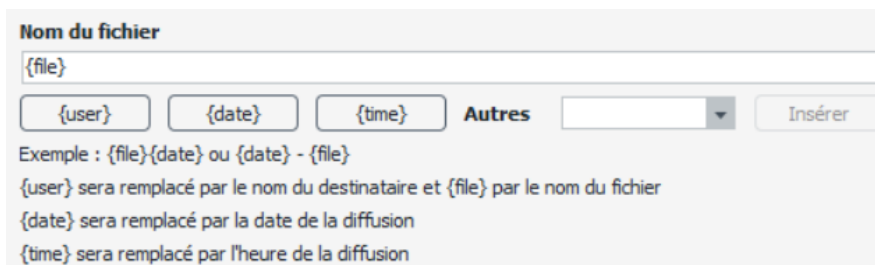 Nom du fichier
{file}
{user} {date} {time} Autres Insérer
Exemple : {file}{date} ou {date} - {file}
{user} sera remplacé par le nom du destinataire et {file} par le nom du fichier
{date} sera remplacé par la date de la diffusion
{time} sera remplacé par l'heure de la diffusion